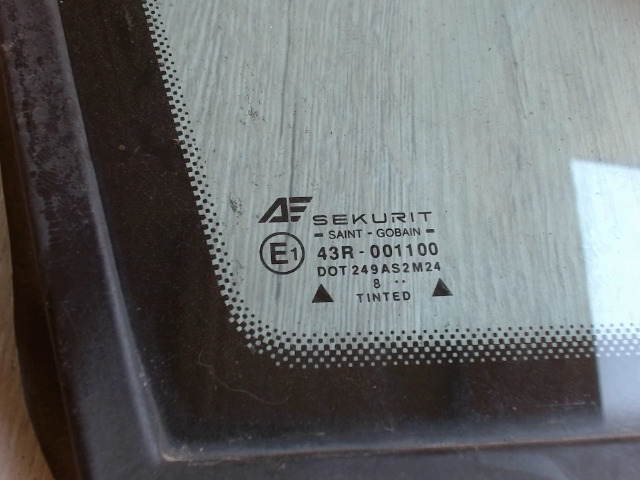 SEKURIT
SAINT - GOBAIN
E1
43R - 001100
DOT 249AS2M24
8 ..
TINTED